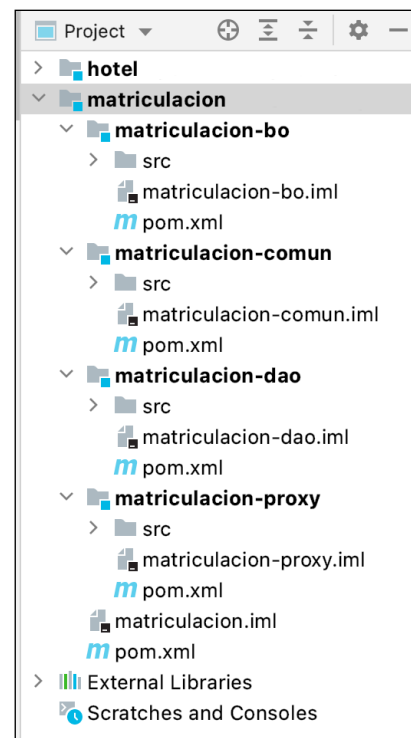 Project
hotel
matriculacion
matriculacion-bo
src
matriculacion-bo.iml
m pom.xml
matriculacion-comun
src
matriculacion-comun.iml
m pom.xml
matriculacion-dao
src
matriculacion-dao.iml
m pom.xml
matriculacion-proxy
src
matriculacion-proxy.iml
m pom.xml
matriculacion.iml
m pom.xml
External Libraries
Scratches and Consoles